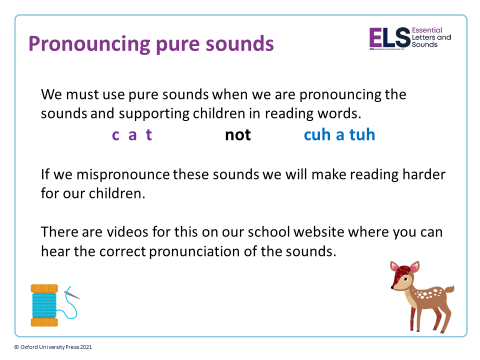 Pronouncing pure sounds
ELS Essential
Letters and
Sounds
We must use pure sounds when we are pronouncing the
sounds and supporting children in reading words.
c a t not cuh a tuh
If we mispronounce these sounds we will make reading harder
for our children.
There are videos for this on our school website where you can
hear the correct pronunciation of the sounds.
© Oxford University Press 2021